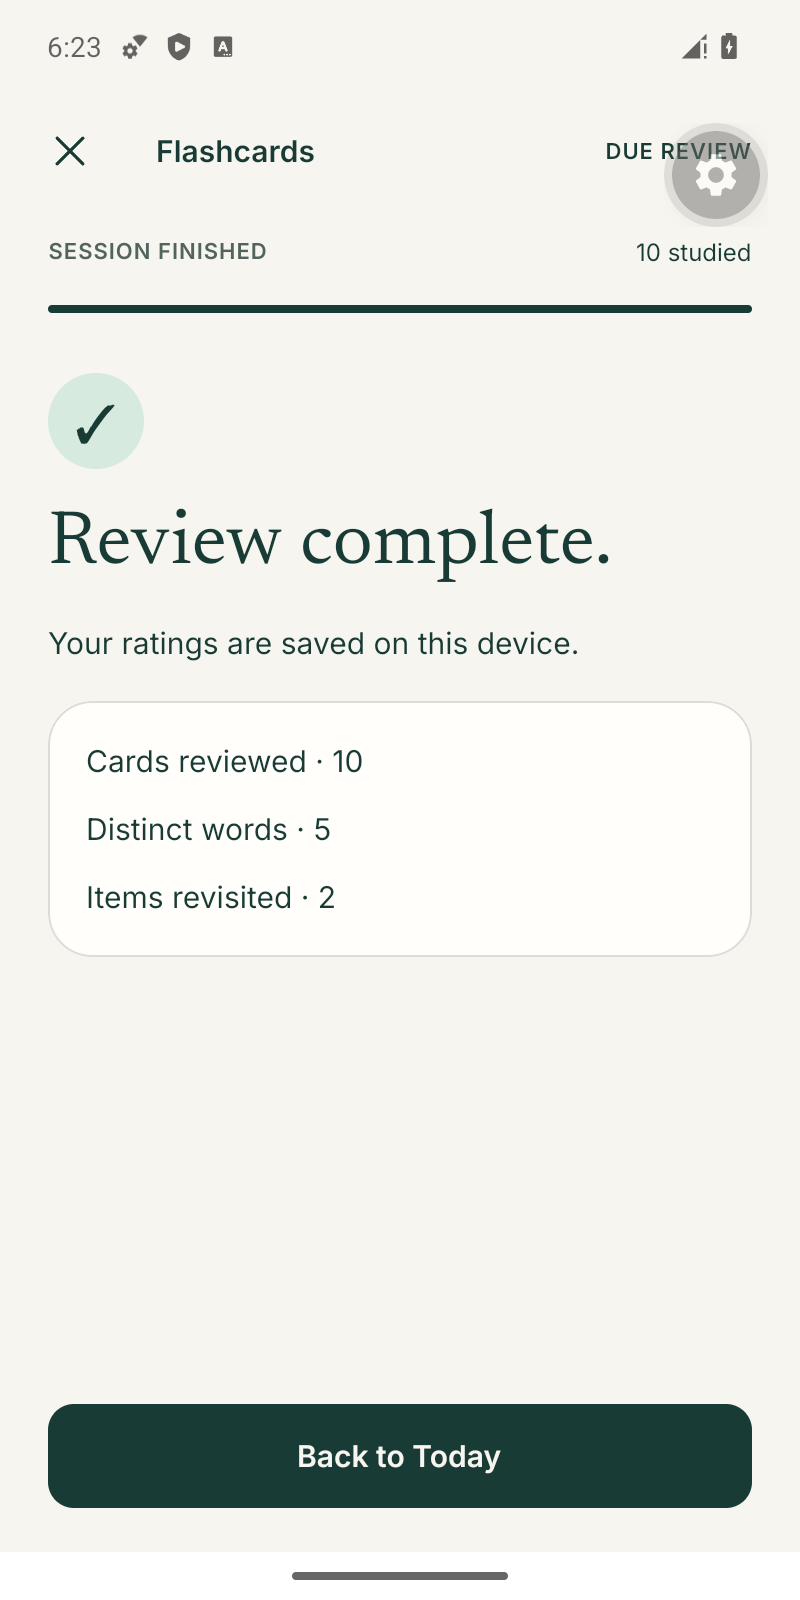 6:23
Flashcards
DUE REVIEW
SESSION FINISHED
10 studied
✓
Review complete.
Your ratings are saved on this device.
Cards reviewed · 10
Distinct words · 5
Items revisited · 2
Back to Today